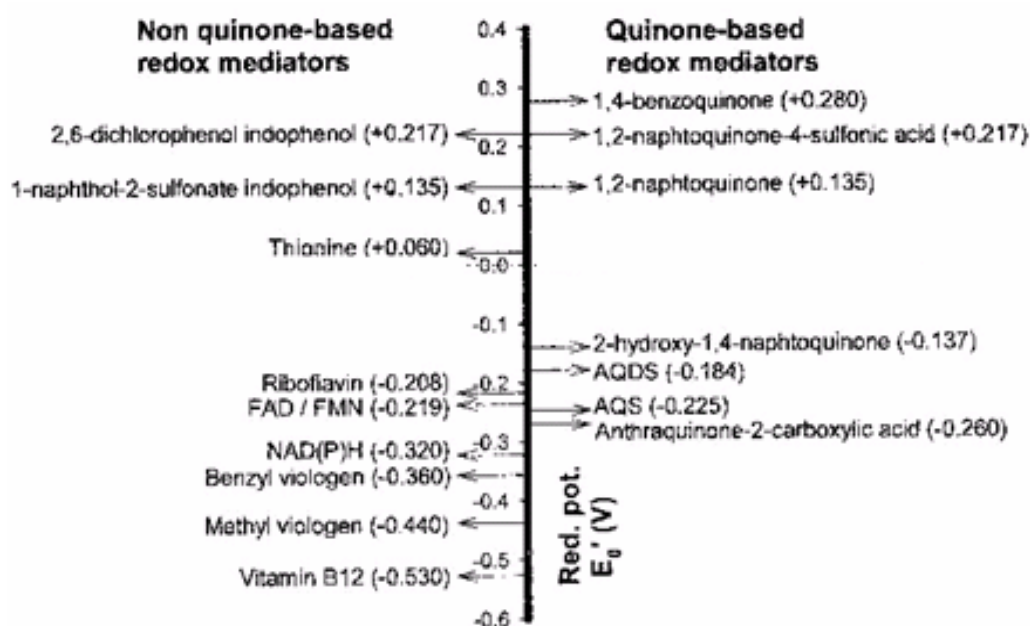 Non quinone-based
redox mediators
2,6-dichlorophenol indophenol (+0.217)
1-naphthol-2-sulfonate indophenol (+0.135)
Thionine (+0.060)
Riboflavin (-0.208)
FAD / FMN (-0.219)
NAD(P)H (-0.320)
Benzyl viologen (-0.360)
Methyl viologen (-0.440)
Vitamin B12 (-0.530)
0.4
0.3
0.2
0.1
0.0
-0.1
-0.2
-0.3
-0.4
-0.5
-0.6
Quinone-based
redox mediators
1,4-benzoquinone (+0.280)
1,2-naphtoquinone-4-sulfonic acid (+0.217)
1,2-naphtoquinone (+0.135)
2-hydroxy-1,4-naphtoquinone (-0.137)
AQDS (-0.184)
AQS (-0.225)
Anthraquinone-2-carboxylic acid (-0.260)
Red. pot.
E₀' (V)